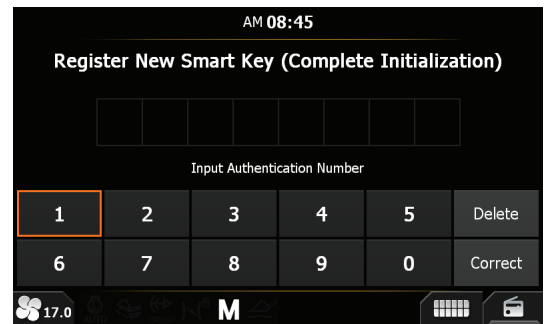 AM 08:45
Register New Smart Key (Complete Initialization)
Input Authentication Number
1 2 3 4 5 Delete
6 7 8 9 0 Correct
17.0 M